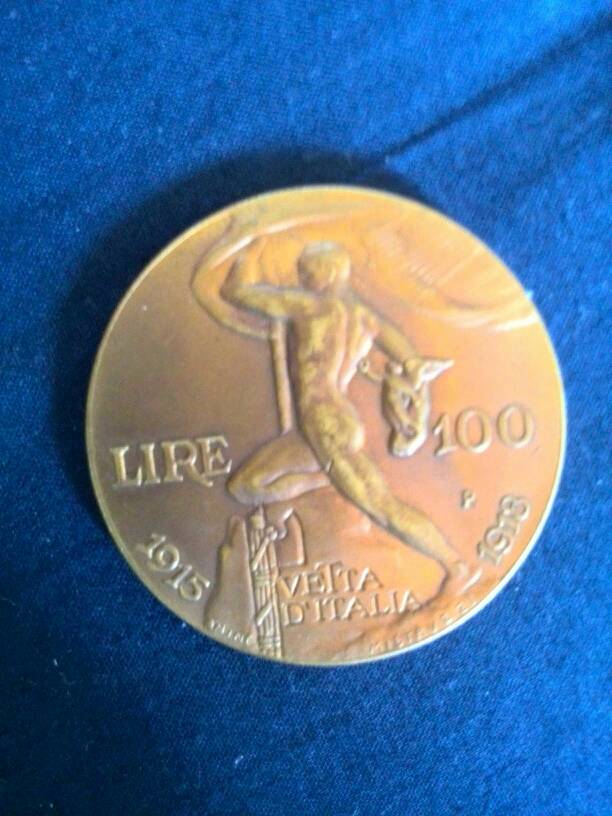 LIRE 100
R
1915 1918
VETTA
D'ITALIA